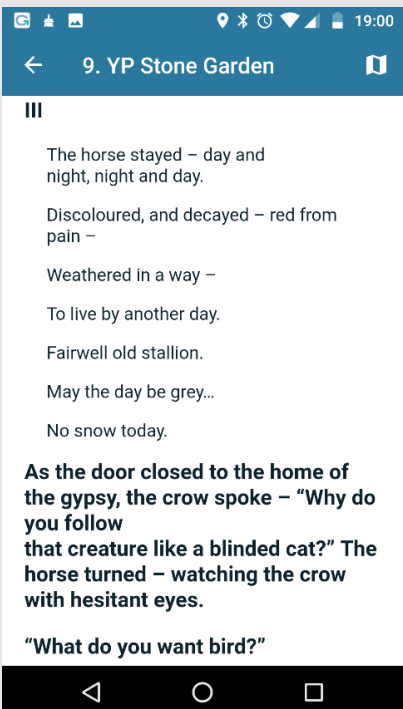 19:00
9. YP Stone Garden
III
The horse stayed – day and
night, night and day.
Discoloured, and decayed – red from
pain –
Weathered in a way –
To live by another day.
Fairwell old stallion.
May the day be grey...
No snow today.
As the door closed to the home of
the gypsy, the crow spoke – “Why do
you follow
that creature like a blinded cat?” The
horse turned – watching the crow
with hesitant eyes.
“What do you want bird?”